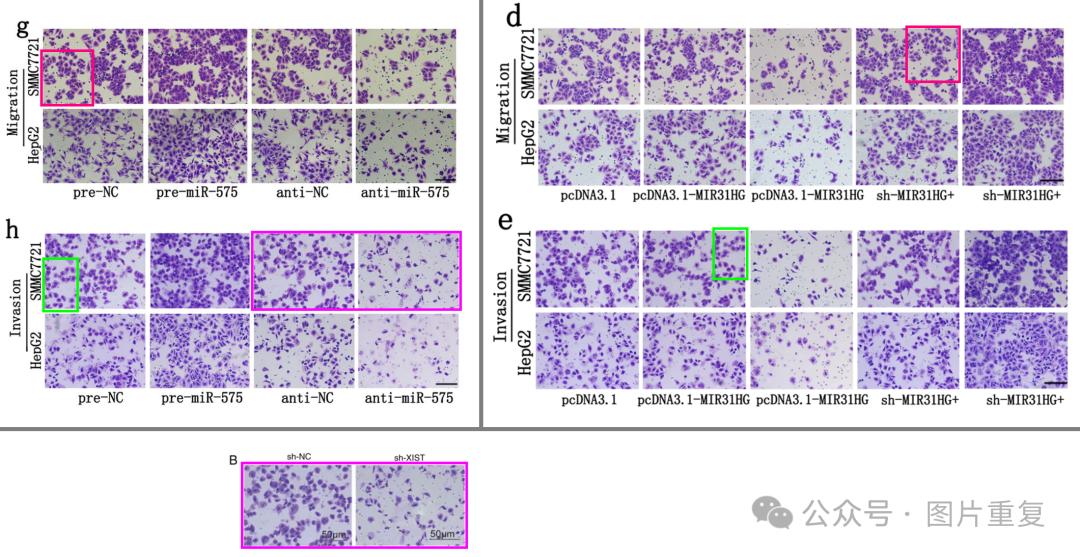 g
Migration
SMMC7721
HepG2
pre-NC pre-miR-575 anti-NC anti-miR-575
h
Invasion
SMMC7721
HepG2
pre-NC pre-miR-575 anti-NC anti-miR-575
d
Migration
SMMC7721
HepG2
pcDNA3.1 pcDNA3.1-MIR31HG pcDNA3.1-MIR31HG sh-MIR31HG+ sh-MIR31HG+
e
Invasion
SMMC7721
HepG2
pcDNA3.1 pcDNA3.1-MIR31HG pcDNA3.1-MIR31HG sh-MIR31HG+ sh-MIR31HG+
B
sh-NC sh-XIST
50μm 50μm
公众号 · 图片重复